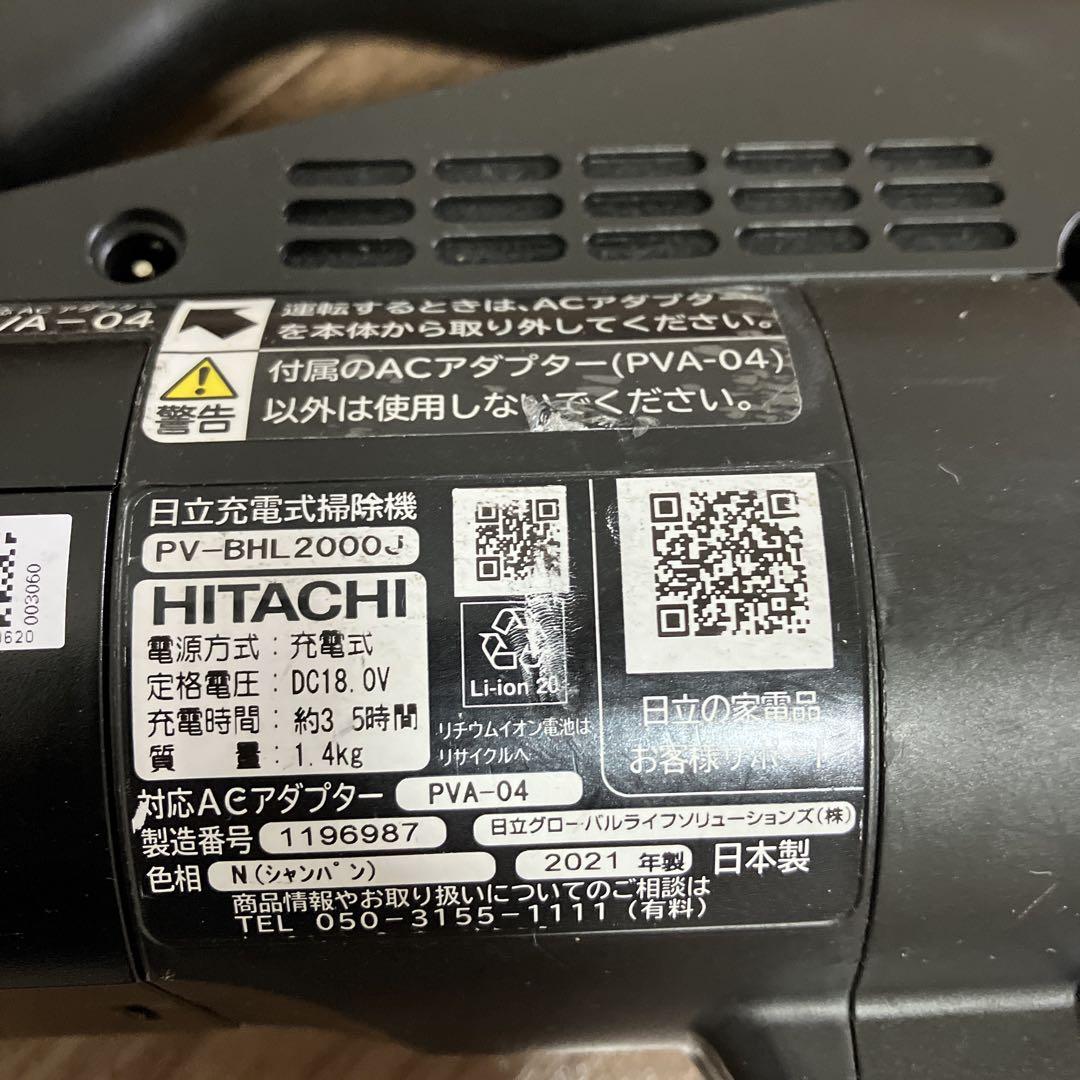 VA-04
運転するときは、ACアダプター
を本体から取り外してください。
警告
付属のACアダプター(PVA-04)
以外は使用しないでください。
日立充電式掃除機
PV-BHL2000J
HITACHI
電源方式：充電式
定格電圧：DC18.0V
充電時間：約3 5時間
質 量：1.4kg
Li-ion 20
リチウムイオン電池は
リサイクルへ
日立の家電品
お客様サポート
対応ACアダプター PVA-04
製造番号 1196987 日立グローバルライフソリューションズ(株)
色相 N(シャンパン) 2021 年製 日本製
商品情報やお取り扱いについてのご相談は
TEL 050-3155-1111 (有料)
003060